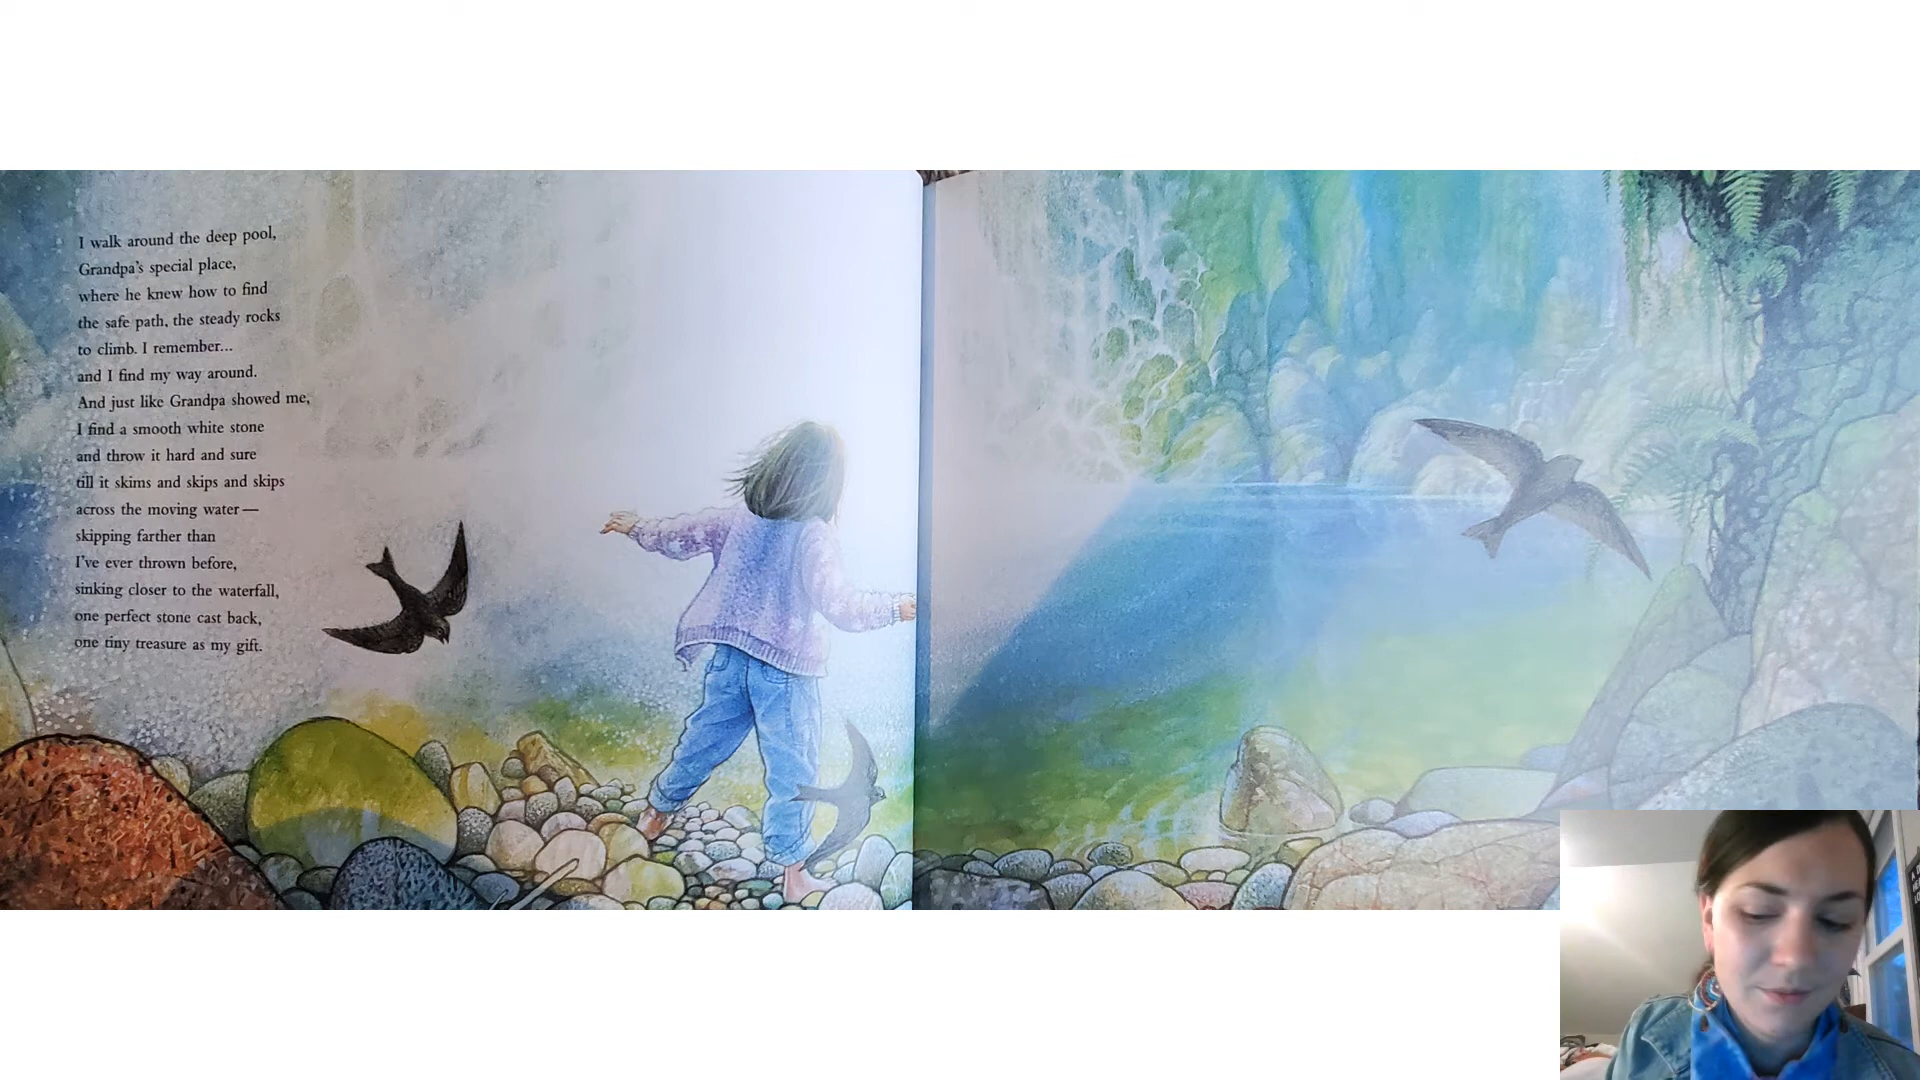 I walk around the deep pool,
Grandpa's special place,
where he knew how to find
the safe path, the steady rocks
to climb. I remember...
and I find my way around.
And just like Grandpa showed me,
I find a smooth white stone
and throw it hard and sure
till it skims and skips and skips
across the moving water—
skipping farther than
I've ever thrown before,
sinking closer to the waterfall,
one perfect stone cast back,
one tiny treasure as my gift.